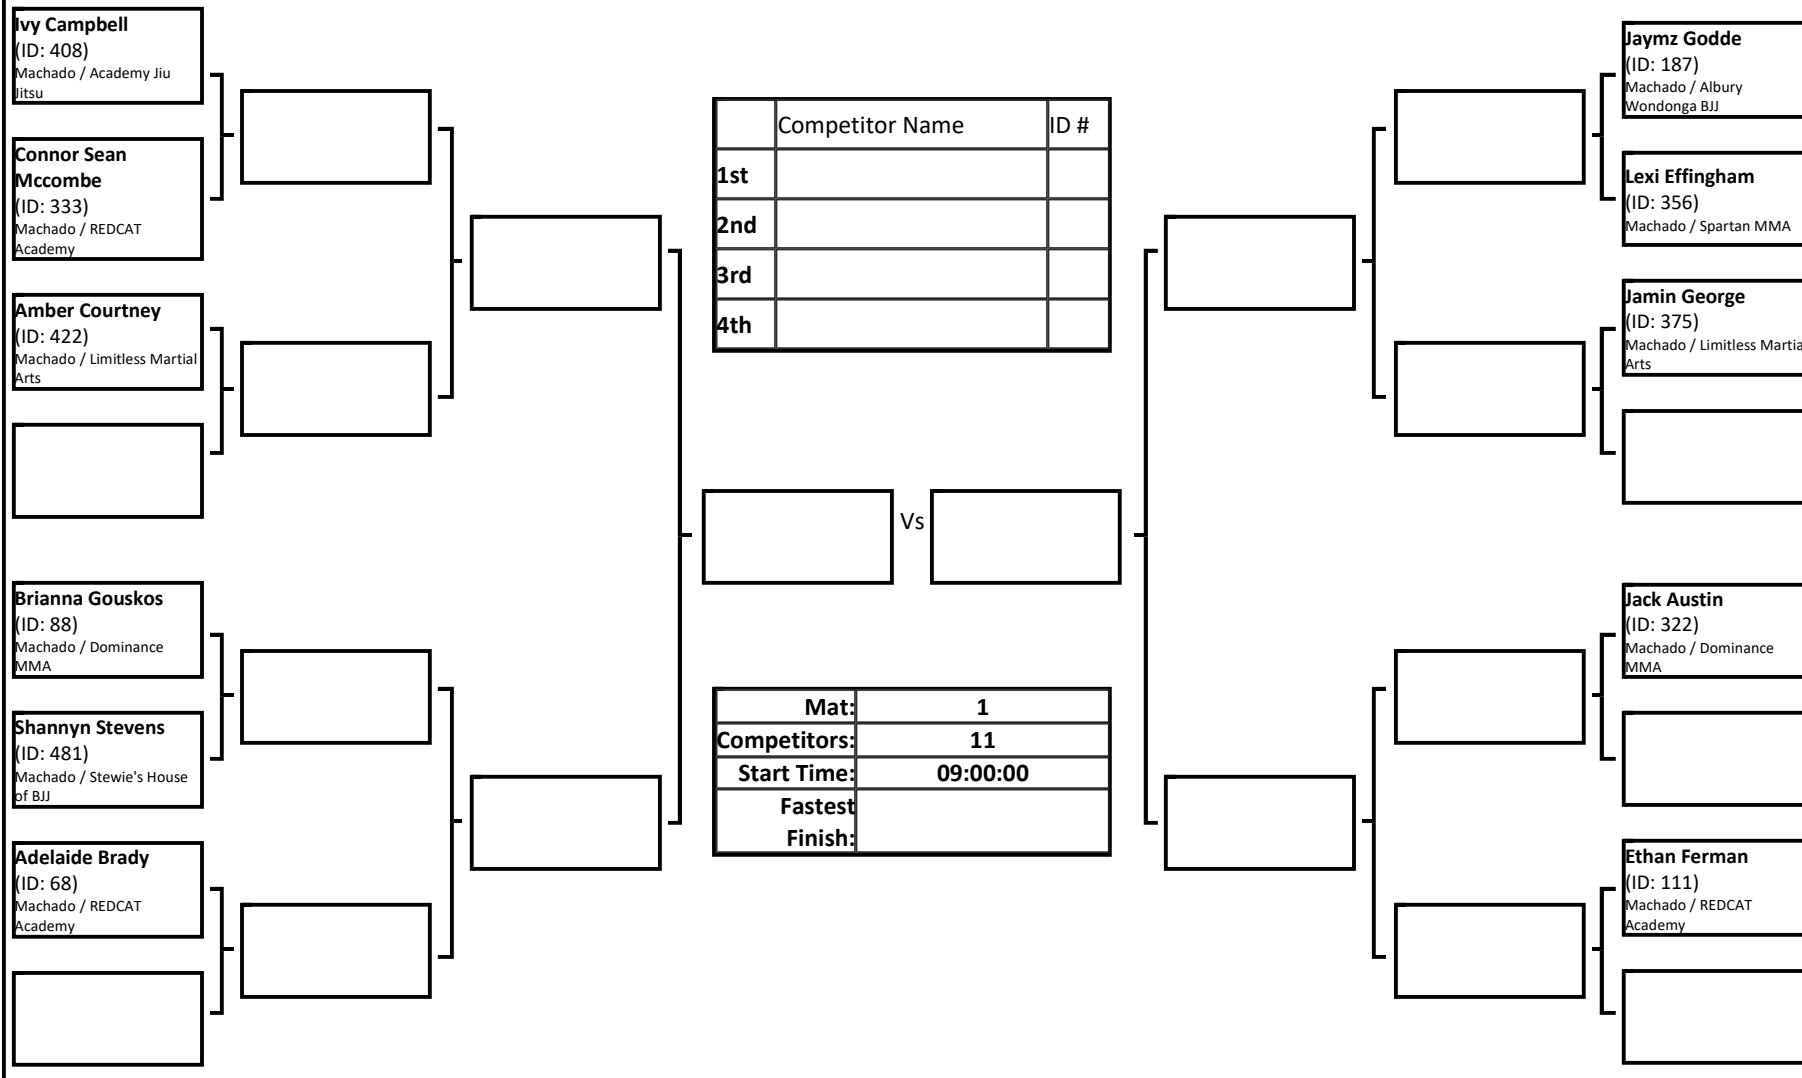 Ivy Campbell
(ID: 408)
Machado / Academy Jiu
Jitsu
Connor Sean
Mccombe
(ID: 333)
Machado / REDCAT
Academy
Amber Courtney
(ID: 422)
Machado / Limitless Martial
Arts
Brianna Gouskos
(ID: 88)
Machado / Dominance
MMA
Shannyn Stevens
(ID: 481)
Machado / Stewie's House
of BJJ
Adelaide Brady
(ID: 68)
Machado / REDCAT
Academy
Competitor Name ID #
1st
2nd
3rd
4th
Vs
Mat: 1
Competitors: 11
Start Time: 09:00:00
Fastest
Finish:
Jaymz Godde
(ID: 187)
Machado / Albury
Wondonga BJJ
Lexi Effingham
(ID: 356)
Machado / Spartan MMA
Jamin George
(ID: 375)
Machado / Limitless Martia
Arts
Jack Austin
(ID: 322)
Machado / Dominance
MMA
Ethan Ferman
(ID: 111)
Machado / REDCAT
Academy